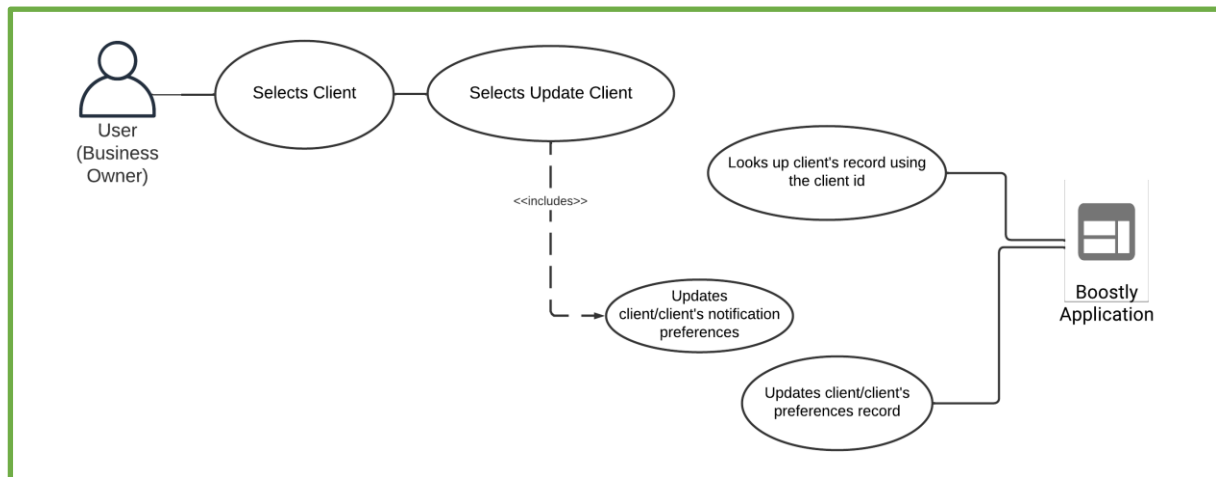 User
(Business
Owner)
Selects Client
Selects Update Client
<<includes>>
Looks up client's record using
the client id
Updates
client/client's notification
preferences
Updates client/client's
preferences record
Boostly
Application